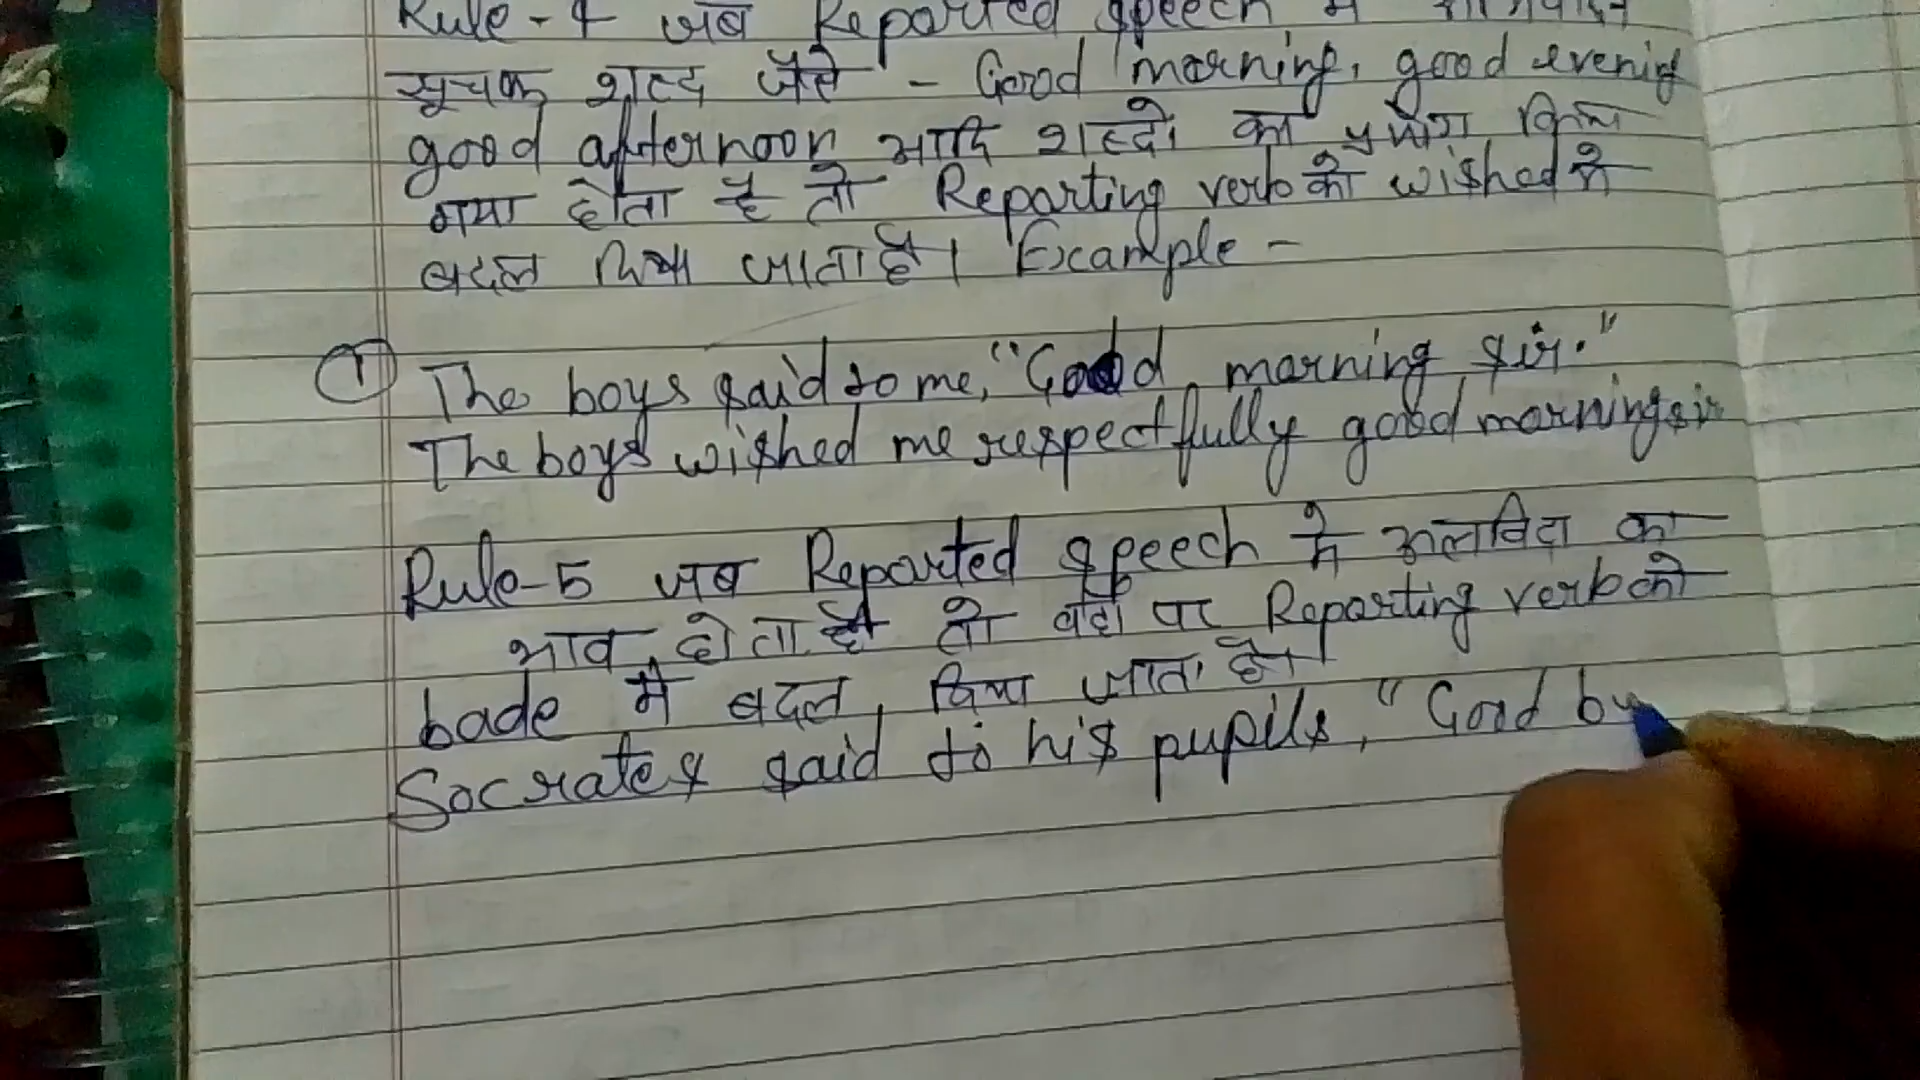 Rule-4 जब Reported speech में अभिवादन
सूचक शब्द जैसे - Good morning, good evening
good afternoon आदि शब्दो का प्रयोग किया
गया होता है तो Reporting verb को wished मे
बदल दिया जाता है। Example -
① The boys said to me, "Good morning sir."
The boys wished me respectfully good morning sir
Rule-5 जब Reported speech मे अलविदा का
भाव होता है तो वहाँ पर Reporting verb को
bade में बदल दिया जाता है।
Socrates said to his pupils, "Good by